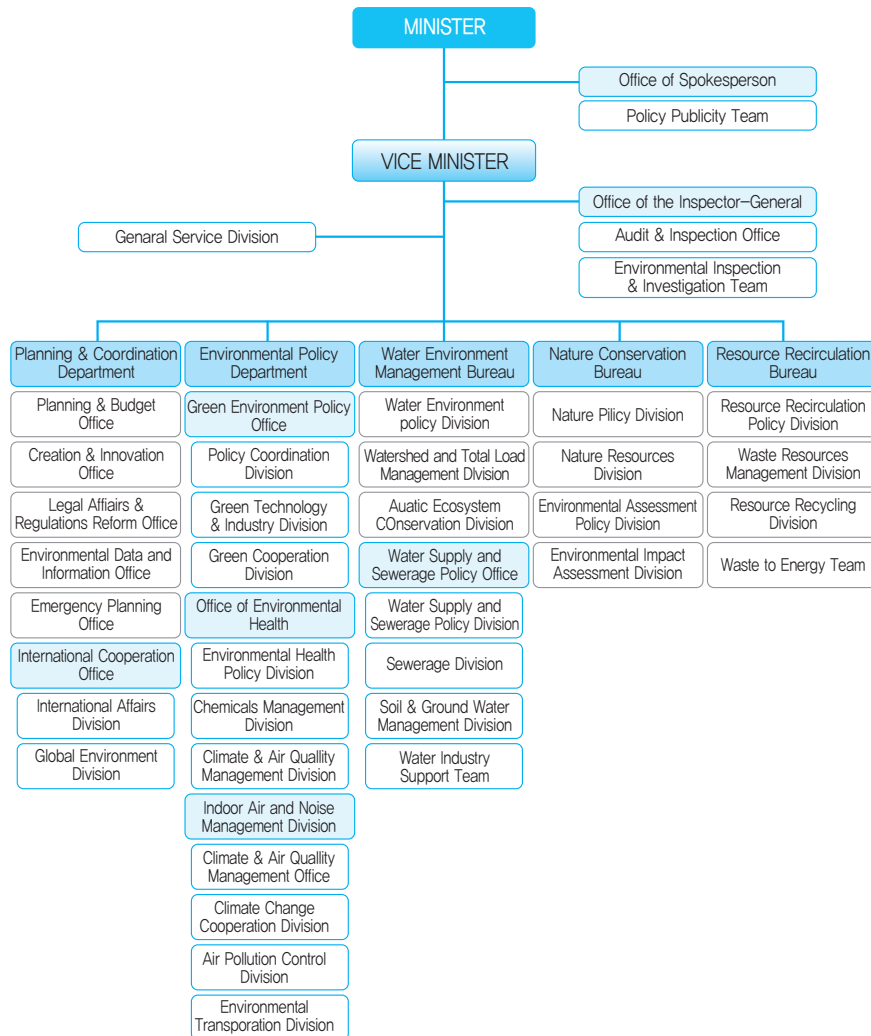 MINISTER
Office of Spokesperson
Policy Publicity Team
VICE MINISTER
Office of the Inspector-General
Genaral Service Division
Audit & Inspection Office
Environmental Inspection
& Investigation Team
Planning & Coordination
Department
Planning & Budget
Office
Creation & Innovation
Office
Legal Affiairs &
Regulations Reform Office
Environmental Data and
Information Office
Emergency Planning
Office
International Cooperation
Office
International Affairs
Division
Global Environment
Division
Environmental Policy
Department
Green Environment Policy
Office
Policy Coordination
Division
Green Technology
& Industry Division
Green Cooperation
Division
Office of Environmental
Health
Environmental Health
Policy Division
Chemicals Management
Division
Climate & Air Quallity
Management Division
Indoor Air and Noise
Management Division
Climate & Air Quallity
Management Office
Climate Change
Cooperation Division
Air Pollution Control
Division
Environmental
Transporation Division
Water Environment
Management Bureau
Water Environment
policy Division
Watershed and Total Load
Management DIvision
Auatic Ecosystem
COnservation Division
Water Supply and
Sewerage Policy Office
Water Supply and
Sewerage Policy Division
Sewerage Division
Soil & Ground Water
Management Division
Water Industry
Support Team
Nature Conservation
Bureau
Nature Pilicy Division
Nature Resources
Division
Environmental Assessment
Policy Division
Environmental Impact
Assessment Division
Resource Recirculation
Bureau
Resource Recirculation
Policy Division
Waste Resources
Management Division
Resource Recycling
Division
Waste to Energy Team